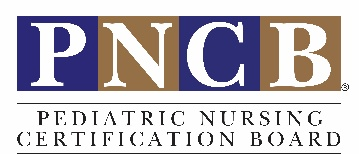 PNCB®
PEDIATRIC NURSING
CERTIFICATION BOARD